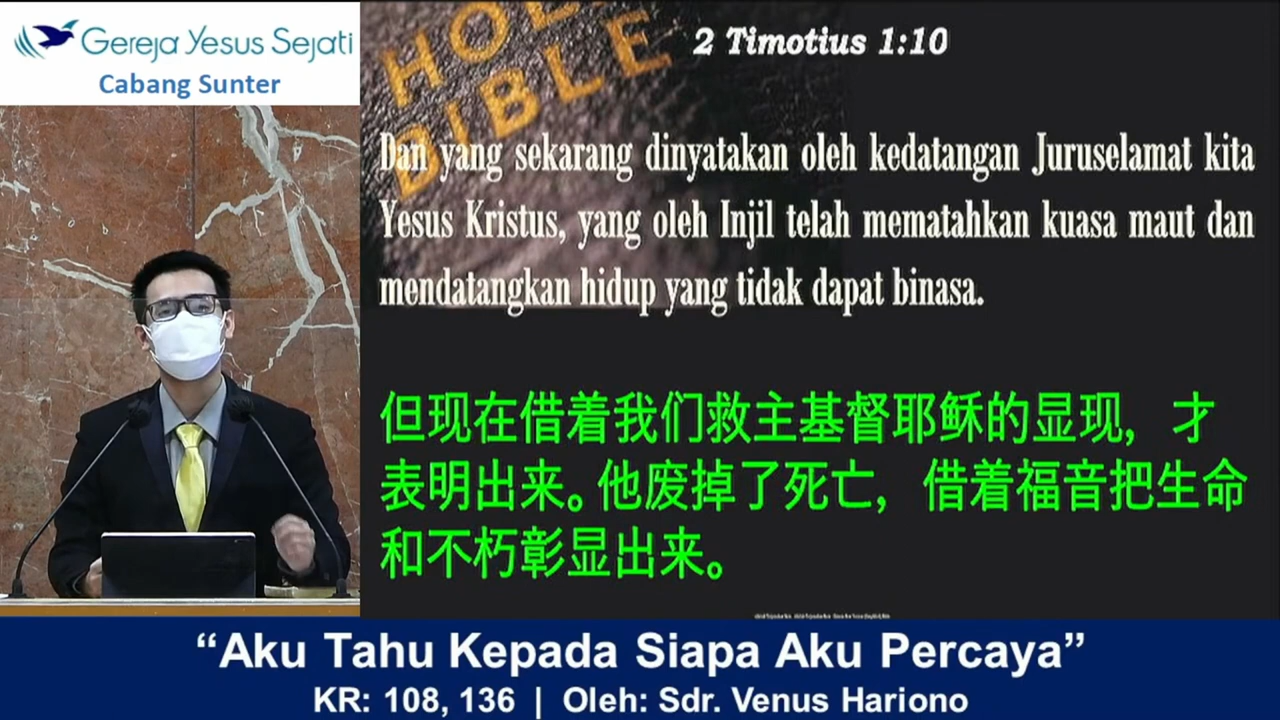 Gereja Yesus Sejati
Cabang Sunter
HOLY
BIBLE
2 Timotius 1:10
Dan yang sekarang dinyatakan oleh kedatangan Juruselamat kita
Yesus Kristus, yang oleh Injil telah mematahkan kuasa maut dan
mendatangkan hidup yang tidak dapat binasa.
但现在借着我们救主基督耶稣的显现，才
表明出来。他废掉了死亡，借着福音把生命
和不朽彰显出来。
“Aku Tahu Kepada Siapa Aku Percaya”
KR: 108, 136 | Oleh: Sdr. Venus Hariono